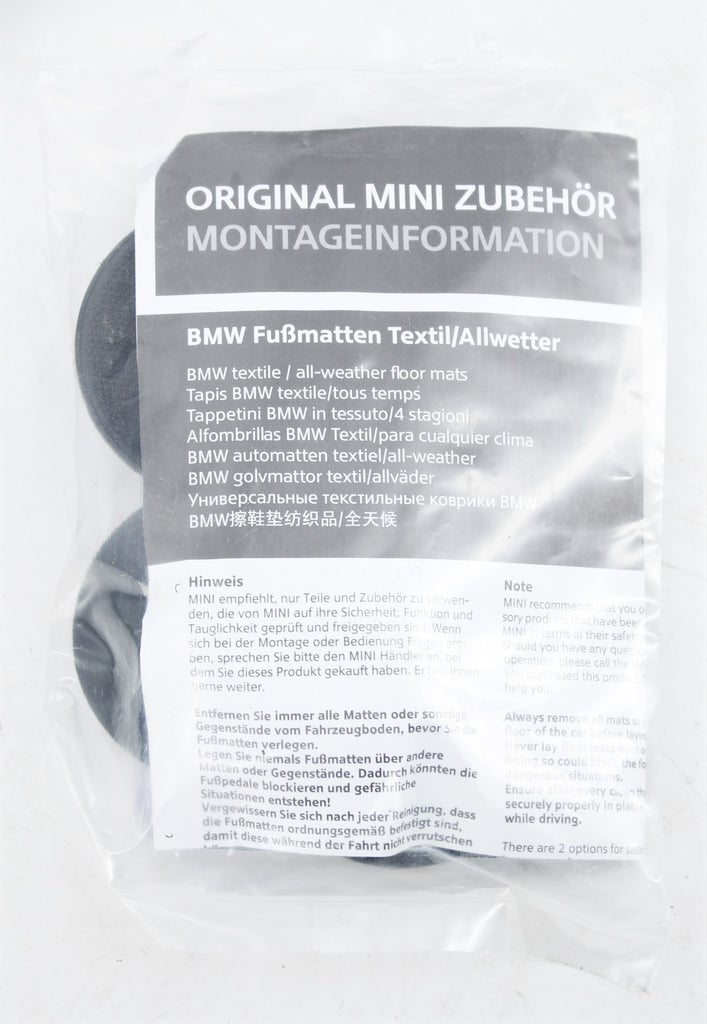 ORIGINAL MINI ZUBEHÖR
MONTAGEINFORMATION
BMW Fußmatten Textil/Allwetter
BMW textile / all-weather floor mats
Tapis BMW textile/tous temps
Tappetini BMW in tessuto/4 stagioni
Alfombrillas BMW Textil/para cualquier clima
BMW automatten textiel/all-weather
BMW golvmattor textil/allväder
Универсальные текстильные коврики BMW
BMW擦鞋垫纺织品/全天候
Hinweis
MINI empfiehlt, nur Teile und Zubehör zu verwen-
den, die von MINI auf ihre Sicherheit, Funktion und
Tauglichkeit geprüft und freigegeben sind. Wenn
sich bei der Montage oder Bedienung Fragen erge
ben, sprechen Sie bitte den MINI Händler an, bei
dem Sie dieses Produkt gekauft haben. Er hilft Ihnen
gerne weiter.
Entfernen Sie immer alle Matten oder sonstige
Gegenstände vom Fahrzeugboden, bevor Sie die
Fußmatten verlegen.
Legen Sie niemals Fußmatten über andere
Matten oder Gegenstände. Dadurch könnten die
Fußpedale blockieren und gefährliche
Situationen entstehen!
Vergewissern Sie sich nach jeder Reinigung, dass
die Fußmatten ordnungsgemäß befestigt sind,
damit diese während der Fahrt nicht verrutschen
Note
MINI recommends that you o
sory products that have been
MINI in terms of their safet
Should you have any quest
operation, please call the
you purchased this product
help you.
Always remove all mats or
floor of the car before layin
Never lay floor mats over o
Doing so could block the fo
dangerous situations.
Ensure after every th
securely properly in place
while driving.
There are 2 options for secur